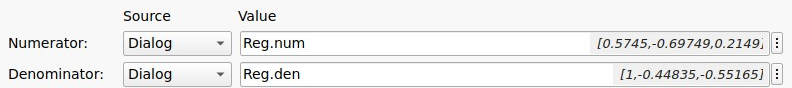 Source Value
Numerator: Dialog Reg.num [0.5745,-0.69749,0.2149]
Denominator: Dialog Reg.den [1,-0.44835,-0.55165]